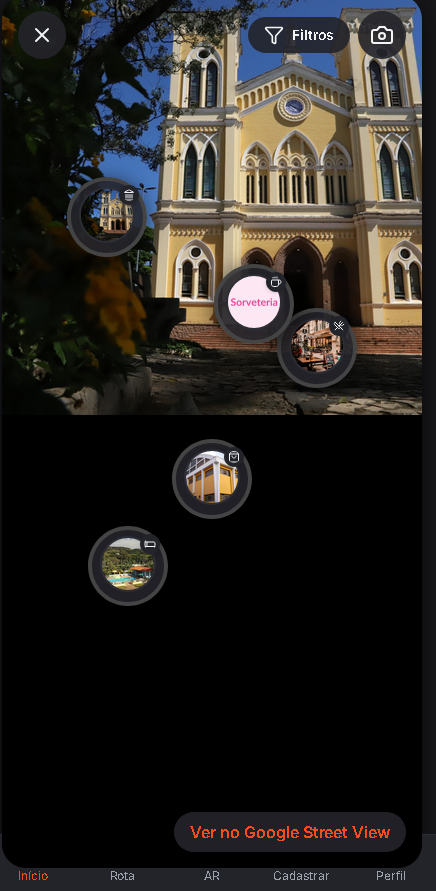 Filtros
Sorveteria
Ver no Google Street View
Início
Rota
AR
Cadastrar
Perfil